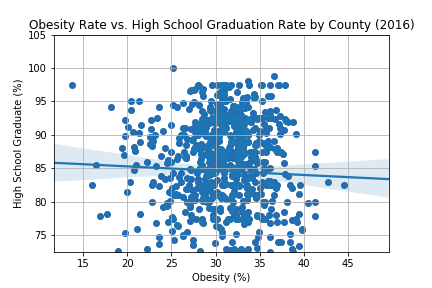 Obesity Rate vs. High School Graduation Rate by County (2016)
High School Graduate (%)
105
100
95
90
85
80
75
15 20 25 30 35 40 45
Obesity (%)